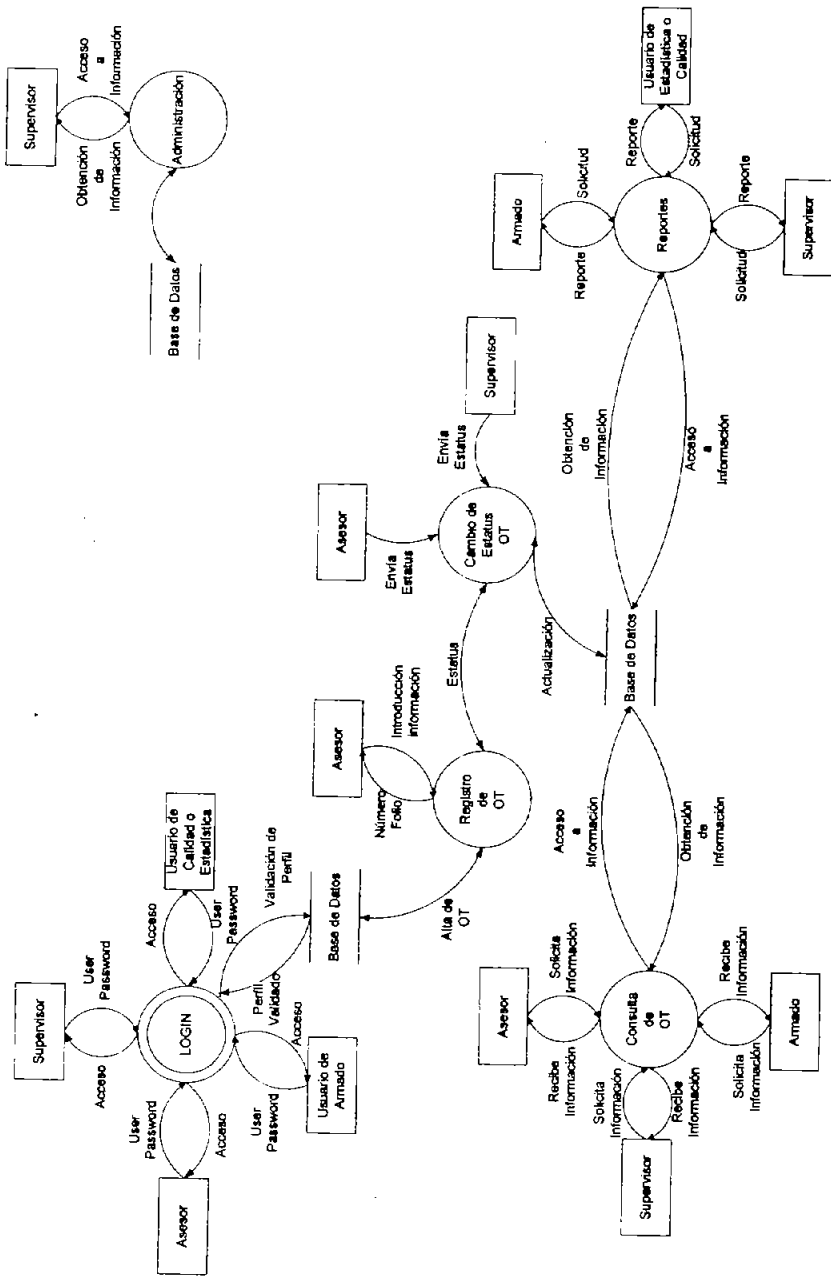 Supervisor
Acceso
a
Información
Obtención
de
Información
Administración
Base de Datos
Supervisor
User
Password
Acceso
LOGIN
Asesor
User
Password
Acceso
Usuario de
Calidad o
Estadística
Acceso
User
Password
Usuario de
Armado
User
Password
Acceso
Perfil
Validado
Validación de
Perfil
Base de Datos
Alta de
OT
Asesor
Número
Folio
Introducción
información
Registro
de
OT
Estatus
Asesor
Envía
Estatus
Supervisor
Envía
Estatus
Cambio de
Estatus
OT
Actualización
Base de Datos
Asesor
Solicita
Información
Recibe
Información
Consulta
de
OT
Supervisor
Solicita
Información
Recibe
Información
Armado
Solicita
Información
Recibe
Información
Acceso
a
Información
Obtención
de
Información
Obtención
de
Información
Acceso
a
Información
Armado
Solicitud
Reporte
Reportes
Usuario de
Estadística o
Calidad
Reporte
Solicitud
Supervisor
Solicitud
Reporte